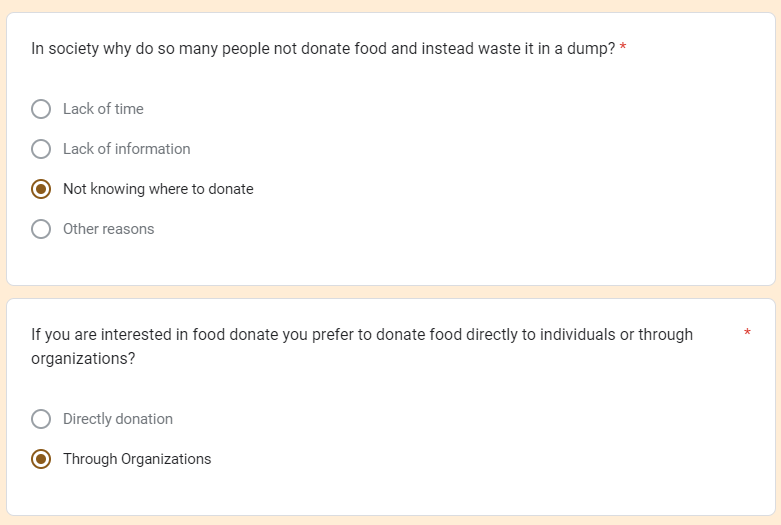 In society why do so many people not donate food and instead waste it in a dump? *
Lack of time
Lack of information
Not knowing where to donate
Other reasons
If you are interested in food donate you prefer to donate food directly to individuals or through *
organizations?
Directly donation
Through Organizations